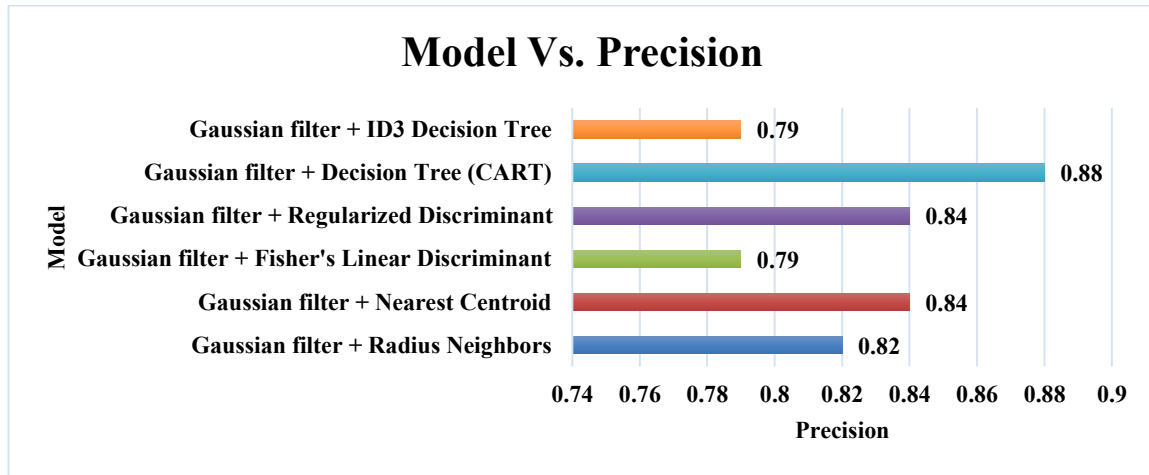 Model Vs. Precision
Gaussian filter + ID3 Decision Tree
0.79
Gaussian filter + Decision Tree (CART)
0.88
Gaussian filter + Regularized Discriminant
0.84
Gaussian filter + Fisher's Linear Discriminant
0.79
Gaussian filter + Nearest Centroid
0.84
Gaussian filter + Radius Neighbors
0.82
Model
0.74 0.76 0.78 0.8 0.82 0.84 0.86 0.88 0.9
Precision